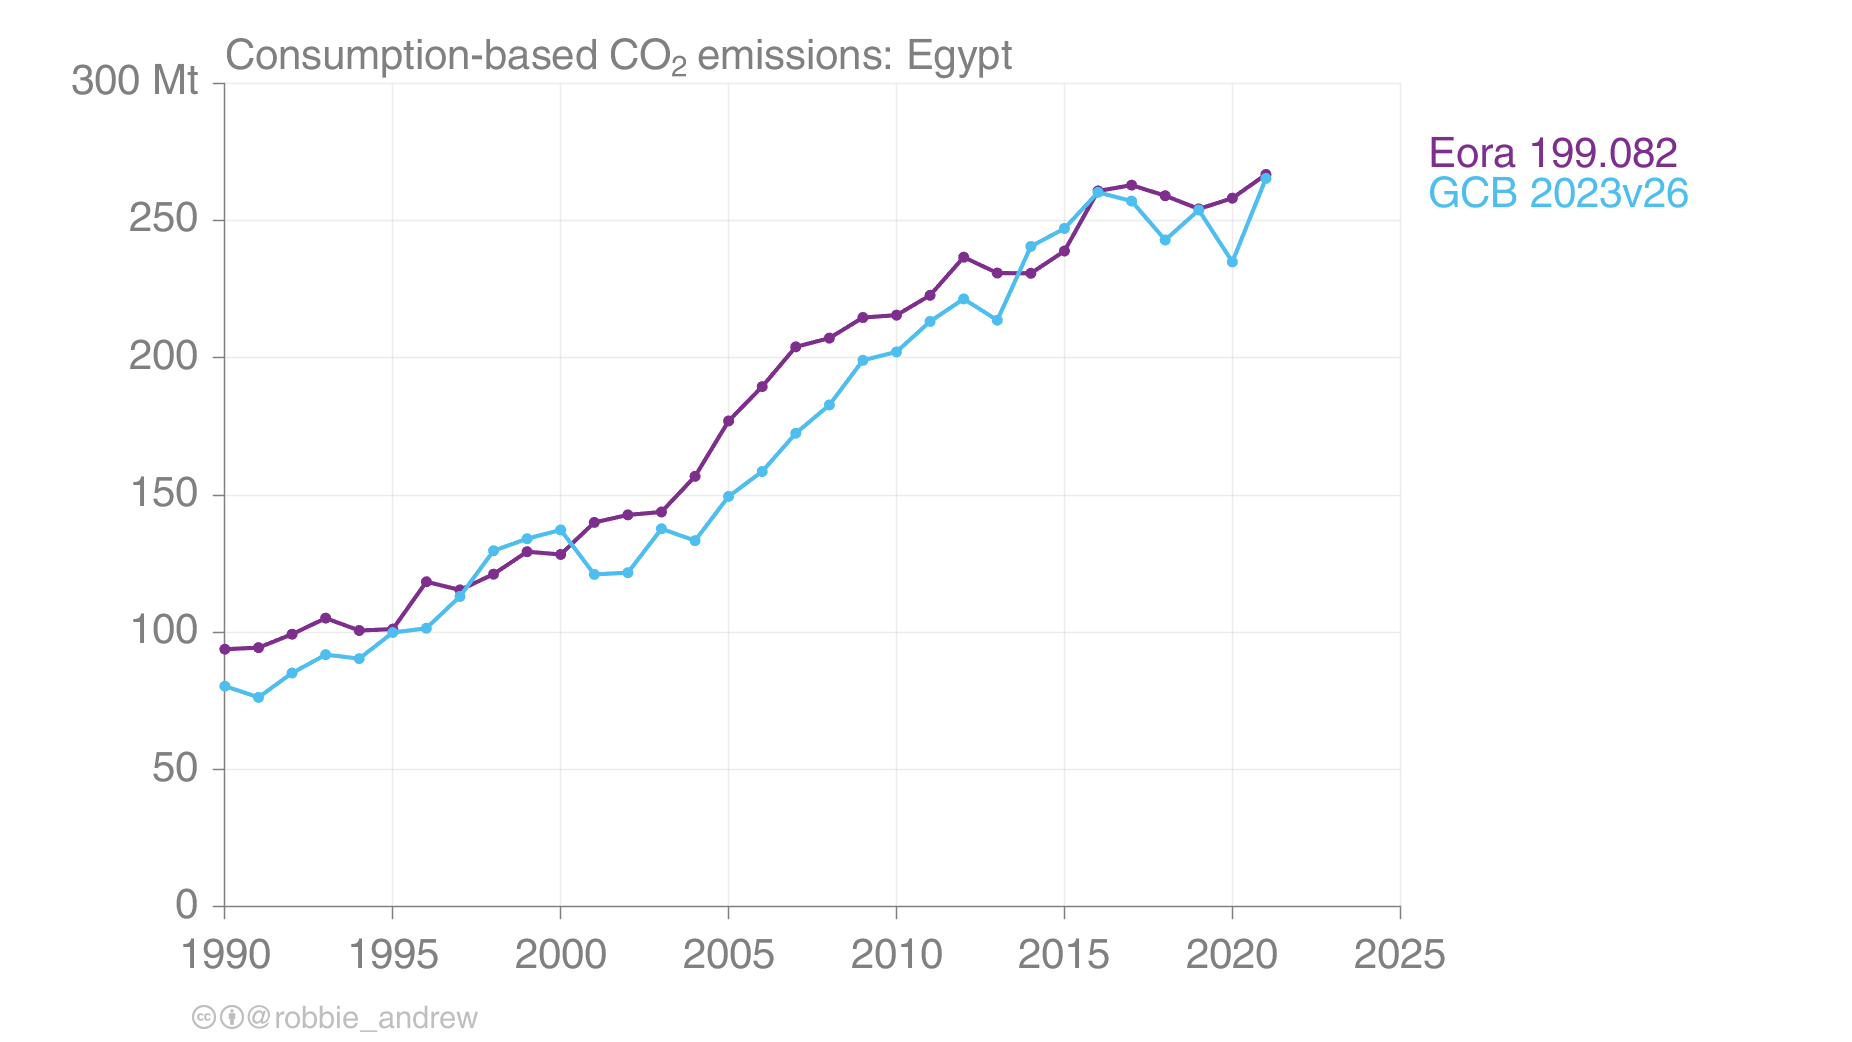 Consumption-based CO₂ emissions: Egypt
300 Mt
250
200
150
100
50
0
1990 1995 2000 2005 2010 2015 2020 2025
Eora 199.082
GCB 2023v26
cc @robbie_andrew